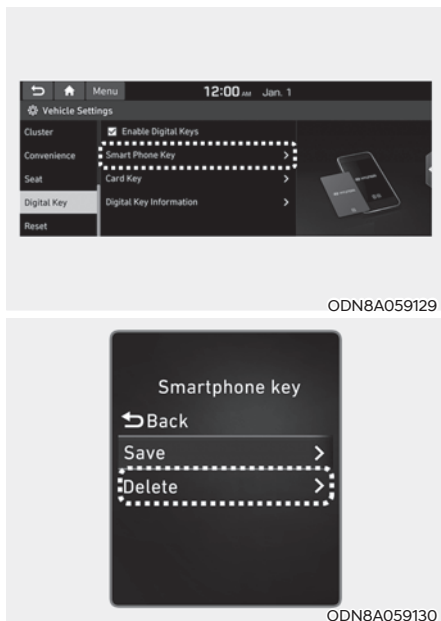 Menu
12:00 AM Jan. 1
Vehicle Settings
Cluster
Enable Digital Keys
Convenience
Smart Phone Key
Seat
Card Key
Digital Key
Digital Key Information
Reset
ODN8A059129
Smartphone key
Back
Save
Delete
ODN8A059130